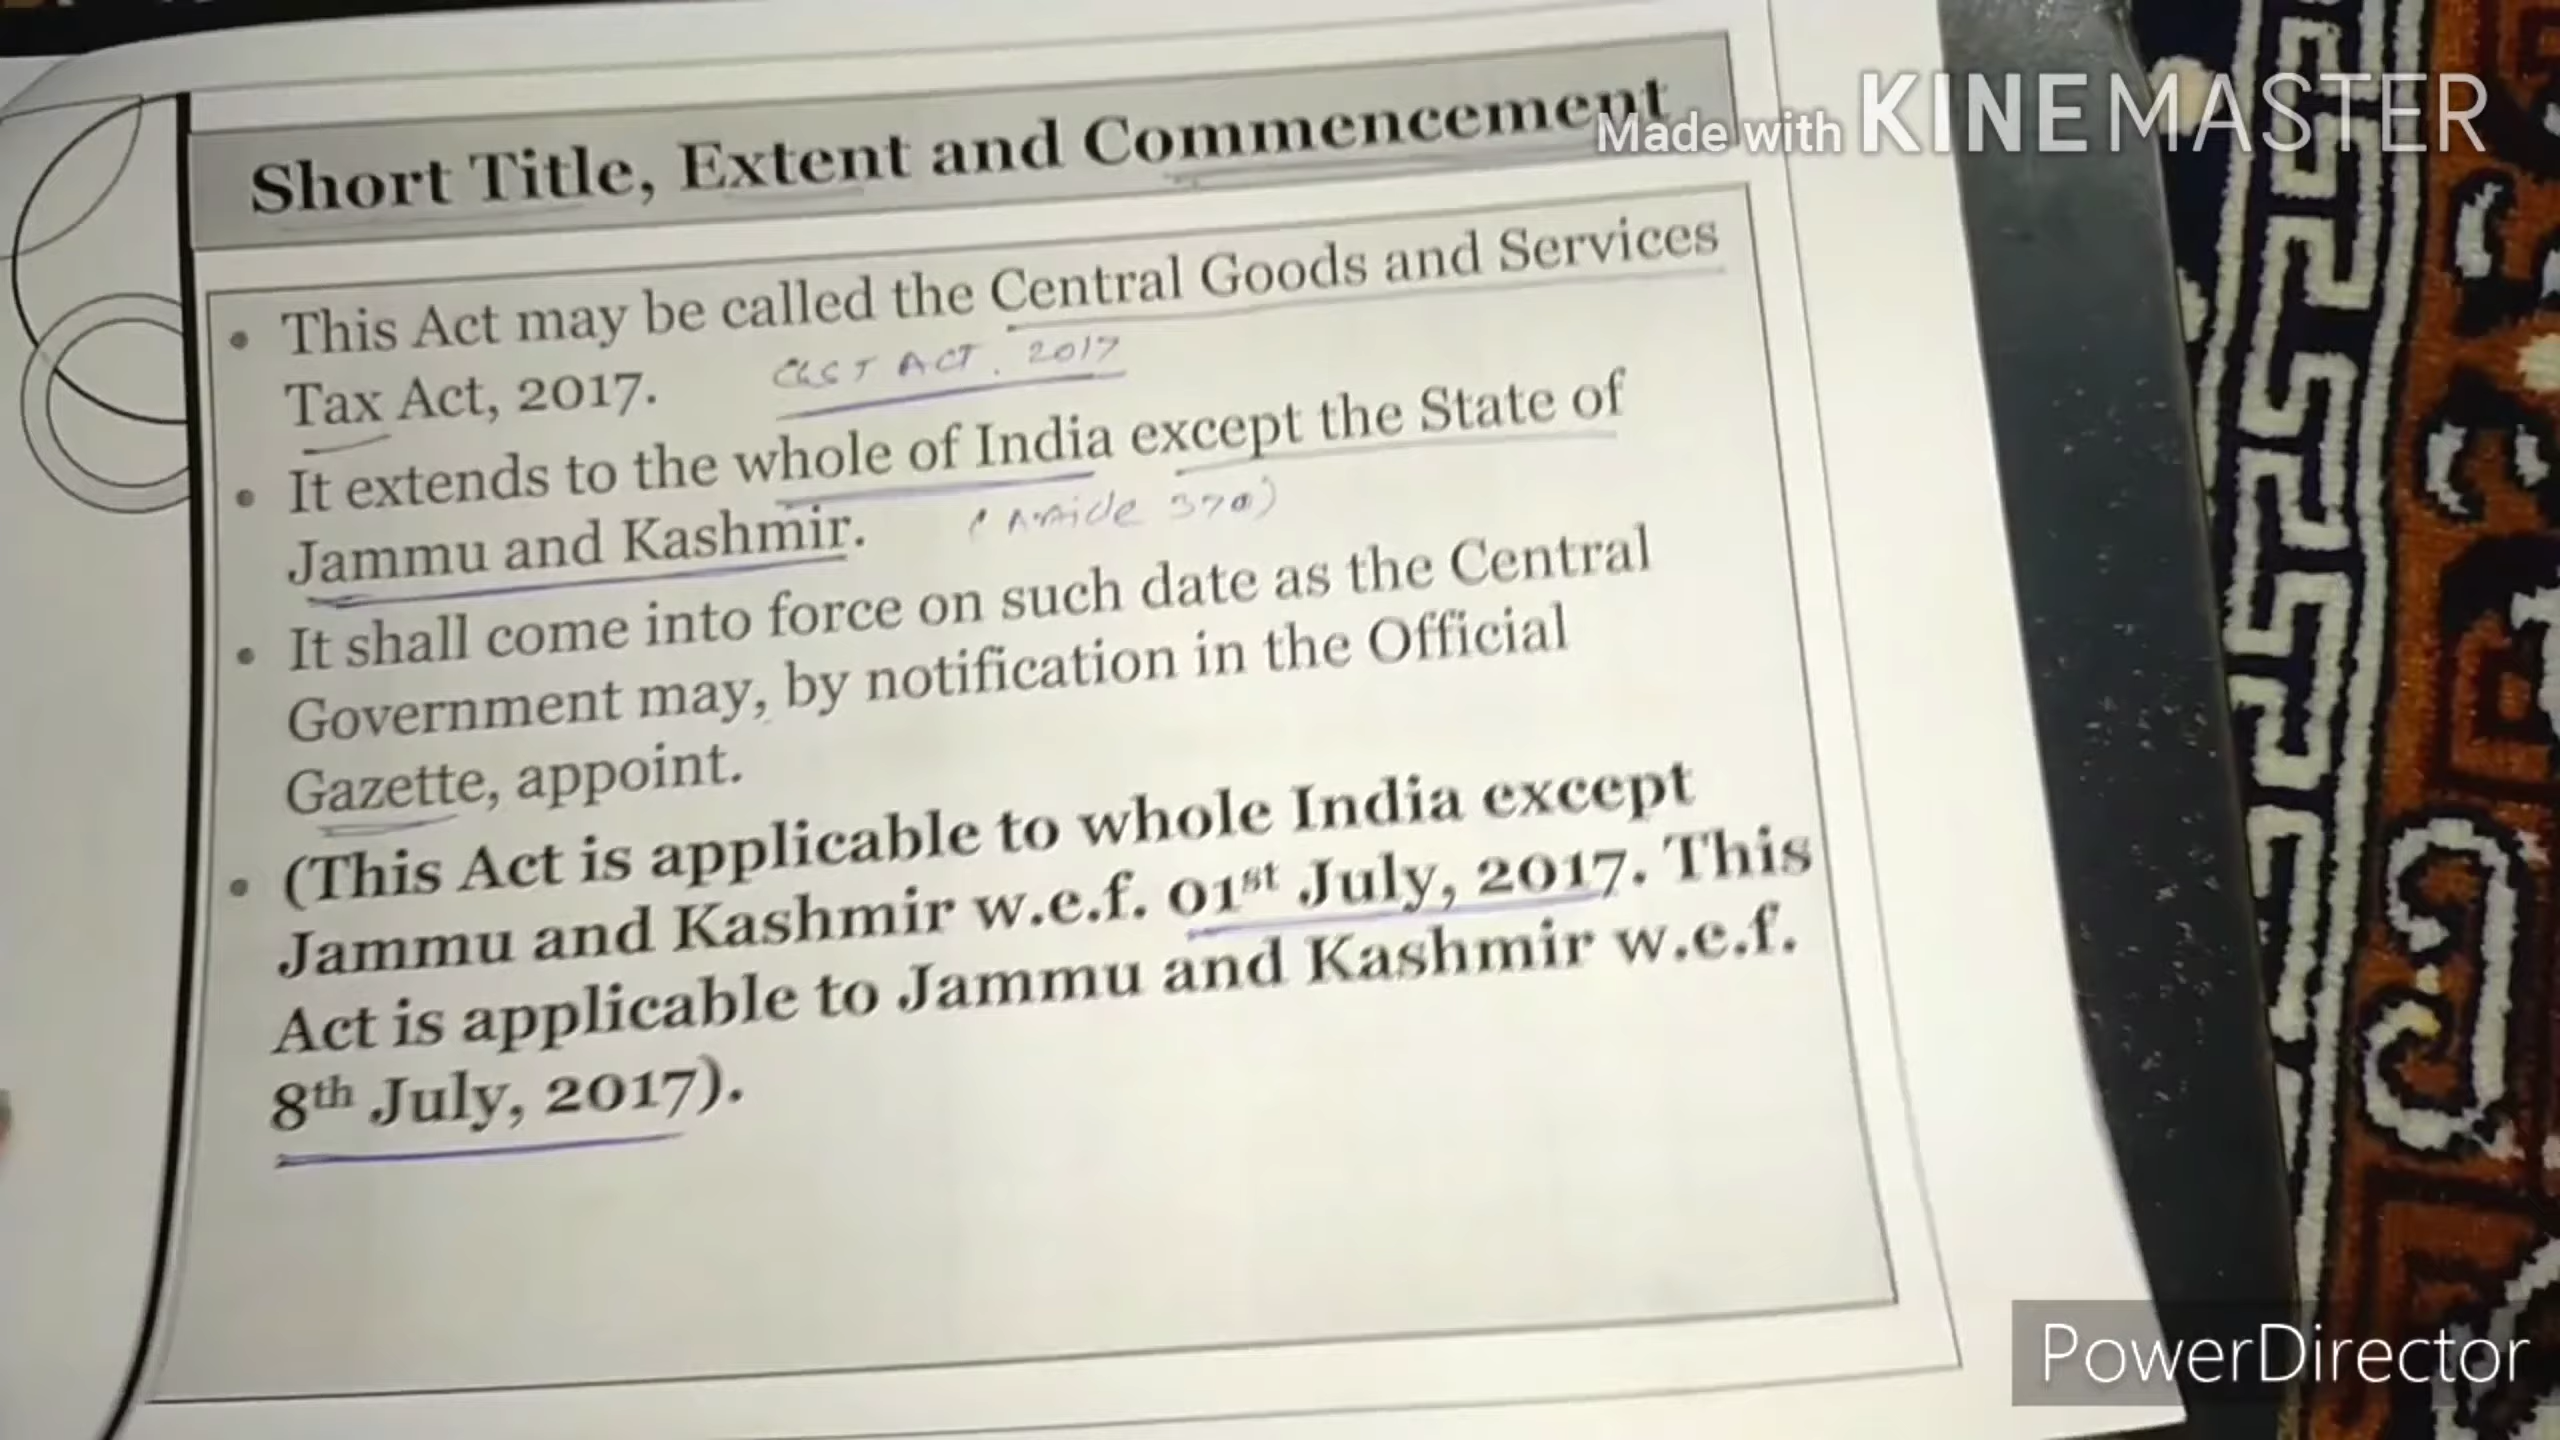 Made with KINEMASTER
Short Title, Extent and Commencement
• This Act may be called the Central Goods and Services
Tax Act, 2017.
CGST ACT. 2017
• It extends to the whole of India except the State of
Jammu and Kashmir.
(Article 370)
• It shall come into force on such date as the Central
Government may, by notification in the Official
Gazette, appoint.
• (This Act is applicable to whole India except
Jammu and Kashmir w.e.f. 01st July, 2017. This
Act is applicable to Jammu and Kashmir w.e.f.
8th July, 2017).
PowerDirector